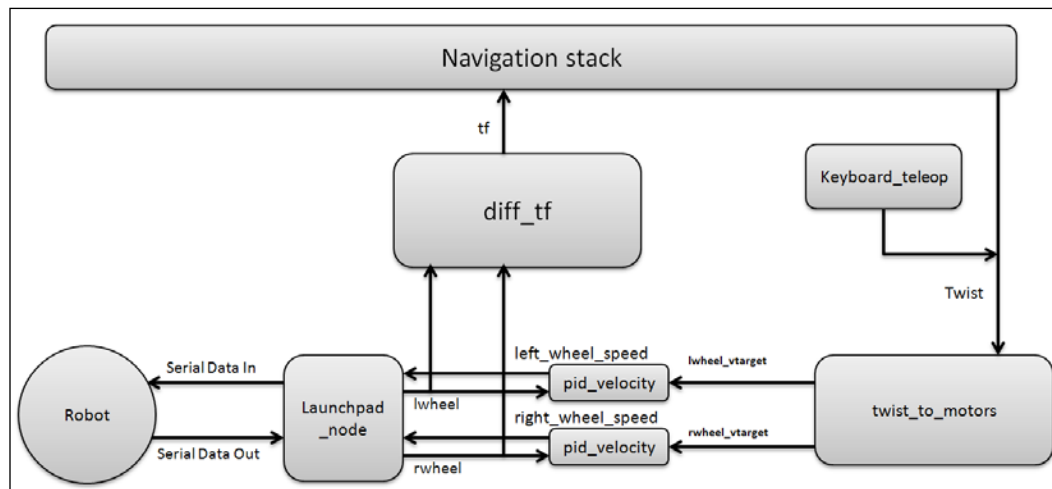 Navigation stack
tf
Keyboard_teleop
diff_tf
Twist
left_wheel_speed
lwheel_vtarget
Serial Data In
pid_velocity
Launchpad
_node
lwheel
Robot
twist_to_motors
right_wheel_speed
rwheel_vtarget
pid_velocity
Serial Data Out
rwheel